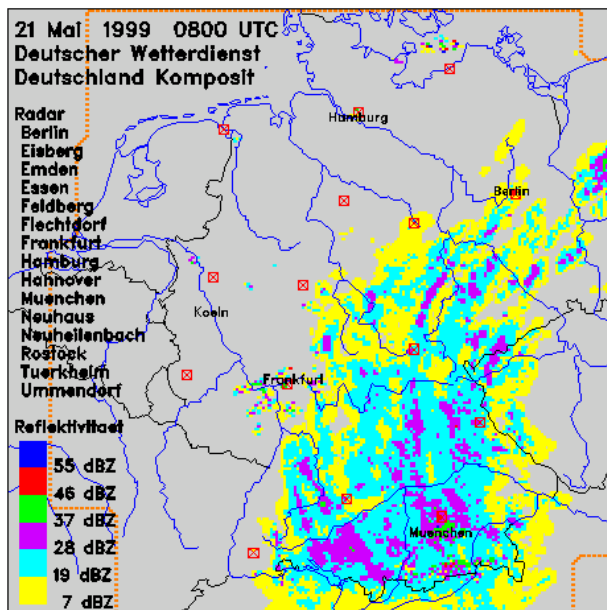 21 Mai 1999 0800 UTC
Deutscher Wetterdienst
Deutschland Komposit
Radar
Berlin
Eisberg
Emden
Essen
Feldberg
Flechtdorf
Frankfurt
Hamburg
Hannover
Muenchen
Neuhaus
Neuheilenbach
Rostock
Tuerkheim
Ummendorf
Hamburg
Berlin
Koeln
Frankfurt
Muenchen
Reflektivitaet
55 dBZ
46 dBZ
37 dBZ
28 dBZ
19 dBZ
7 dBZ